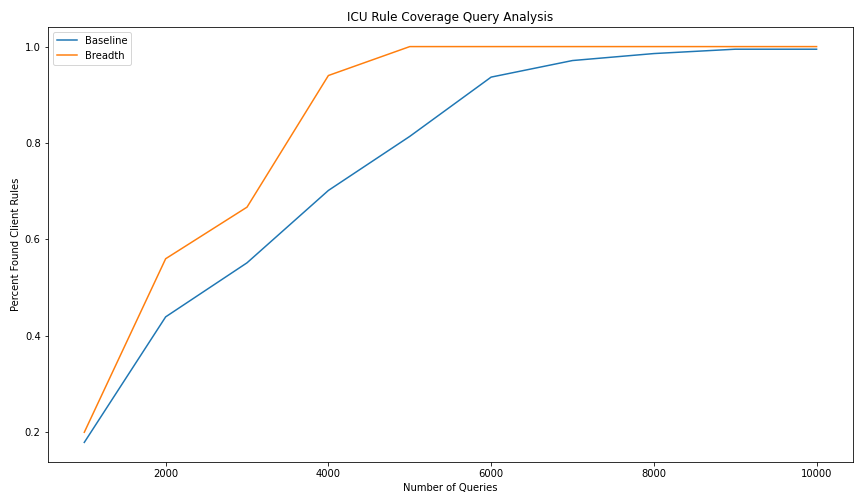 ICU Rule Coverage Query Analysis
Baseline
Breadth
1.0
0.8
0.6
0.4
0.2
Percent Found Client Rules
2000
4000
6000
8000
10000
Number of Queries